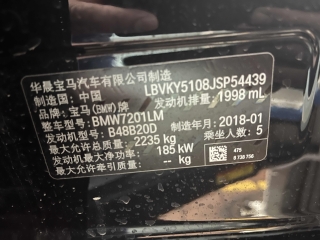 华晨宝马汽车有限公司制造
制造国：中国 LBVKY5108JSP54439
品牌：宝马(BMW)牌 发动机排量：1998 mL
整车型号：BMW7201LM
发动机型号：B48B20D 制造年月：2018-01
最大允许总质量：2235 kg 乘坐人数：5
发动机最大净功率：185 kW
最大允许牵引质量：-- kg
475